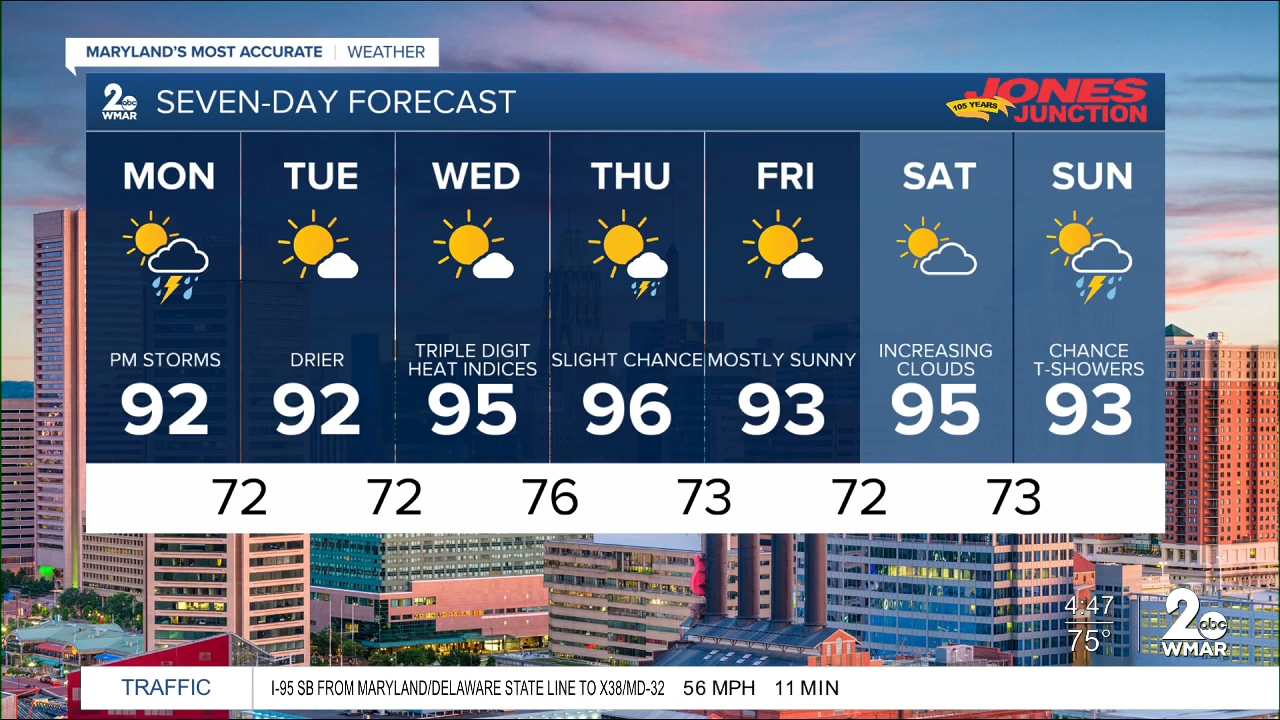 MARYLAND'S MOST ACCURATE | WEATHER
2 abc WMAR SEVEN-DAY FORECAST
105 YEARS JONES JUNCTION
MON TUE WED THU FRI SAT SUN
PM STORMS
DRIER
TRIPLE DIGIT
HEAT INDICES
SLIGHT CHANCE
MOSTLY SUNNY
INCREASING
CLOUDS
CHANCE
T-SHOWERS
92 92 95 96 93 95 93
72 72 76 73 72 73
4:47
75°
2 abc
WMAR
TRAFFIC I-95 SB FROM MARYLAND/DELAWARE STATE LINE TO X38/MD-32 56 MPH 11 MIN